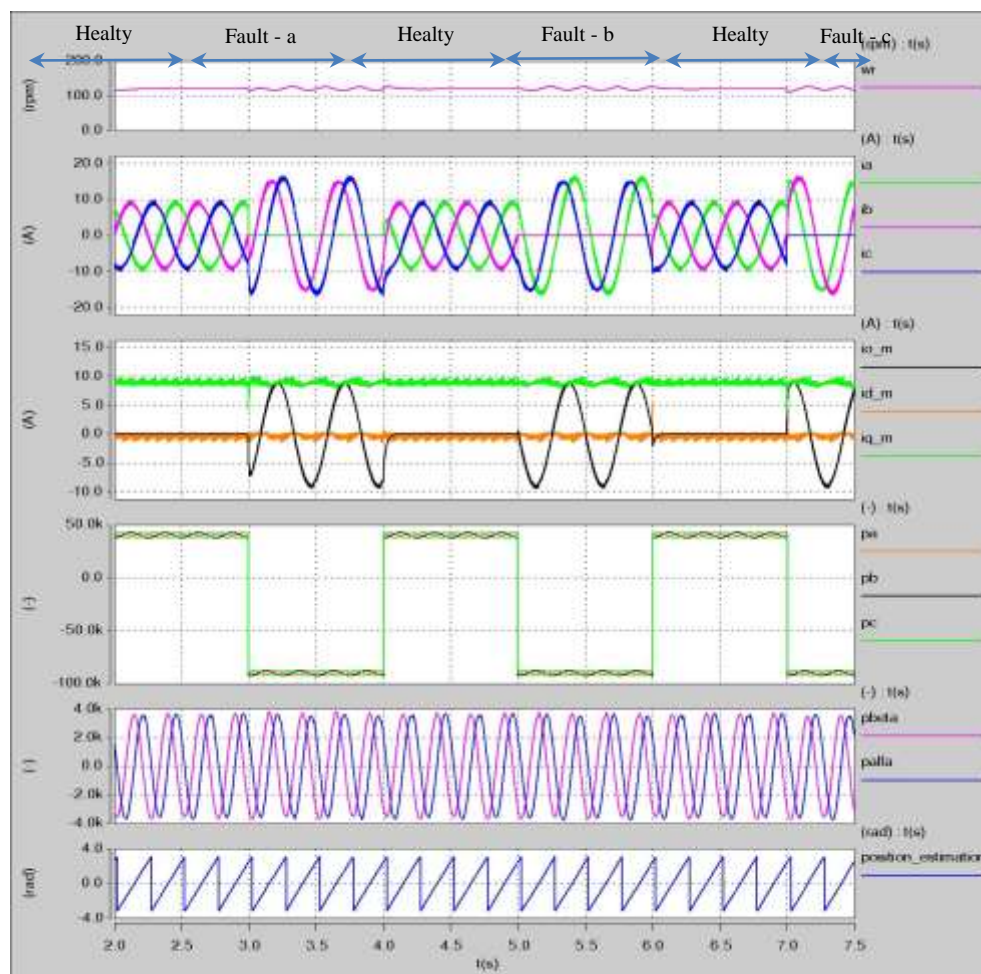 Healty Fault - a Healty Fault - b Healty Fault - c
(rpm) : t(s)
200.0
wr
(rpm)
100.0
0.0
(A) : t(s)
20.0
ia
10.0
ib
(A)
0.0
ic
-10.0
-20.0
(A) : t(s)
15.0
io_m
10.0
id_m
5.0
(A)
0.0
iq_m
-5.0
-10.0
(-) : t(s)
50.0k
pa
0.0
pb
(-)
-50.0k
pc
-100.0k
(-) : t(s)
4.0k
pbeta
2.0k
(-)
0.0
palfa
-2.0k
-4.0k
(rad) : t(s)
4.0
position_estimation
(rad)
0.0
-4.0
2.0 2.5 3.0 3.5 4.0 4.5 5.0 5.5 6.0 6.5 7.0 7.5
t(s)